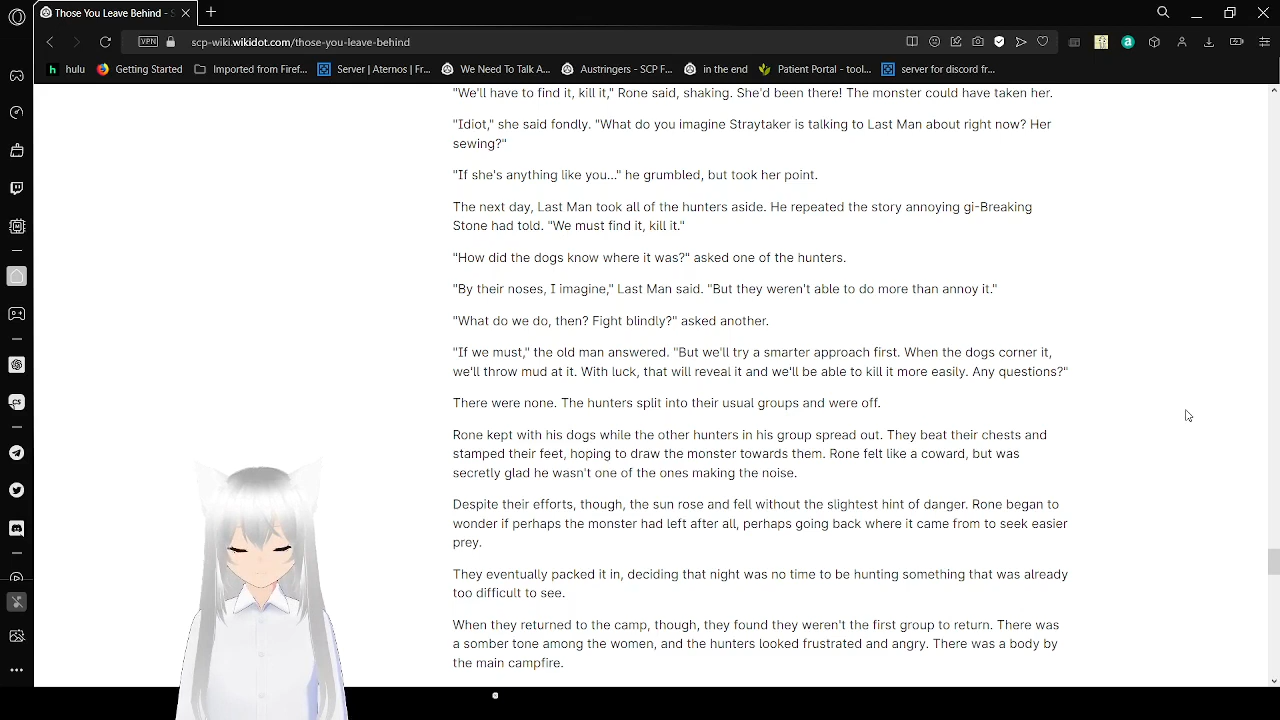 Those You Leave Behind - S
VPN
scp-wiki.wikidot.com/those-you-leave-behind
hulu
Getting Started
Imported from Firef...
Server | Aternos | Fr...
We Need To Talk A...
Austringers - SCP F...
in the end
Patient Portal - tool...
server for discord fr...
"We'll have to find it, kill it," Rone said, shaking. She'd been there! The monster could have taken her.
"Idiot," she said fondly. "What do you imagine Straytaker is talking to Last Man about right now? Her
sewing?"
"If she's anything like you..." he grumbled, but took her point.
The next day, Last Man took all of the hunters aside. He repeated the story annoying gi-Breaking
Stone had told. "We must find it, kill it."
"How did the dogs know where it was?" asked one of the hunters.
"By their noses, I imagine," Last Man said. "But they weren't able to do more than annoy it."
"What do we do, then? Fight blindly?" asked another.
"If we must," the old man answered. "But we'll try a smarter approach first. When the dogs corner it,
we'll throw mud at it. With luck, that will reveal it and we'll be able to kill it more easily. Any questions?"
There were none. The hunters split into their usual groups and were off.
Rone kept with his dogs while the other hunters in his group spread out. They beat their chests and
stamped their feet, hoping to draw the monster towards them. Rone felt like a coward, but was
secretly glad he wasn't one of the ones making the noise.
Despite their efforts, though, the sun rose and fell without the slightest hint of danger. Rone began to
wonder if perhaps the monster had left after all, perhaps going back where it came from to seek easier
prey.
They eventually packed it in, deciding that night was no time to be hunting something that was already
too difficult to see.
When they returned to the camp, though, they found they weren't the first group to return. There was
a somber tone among the women, and the hunters looked frustrated and angry. There was a body by
the main campfire.